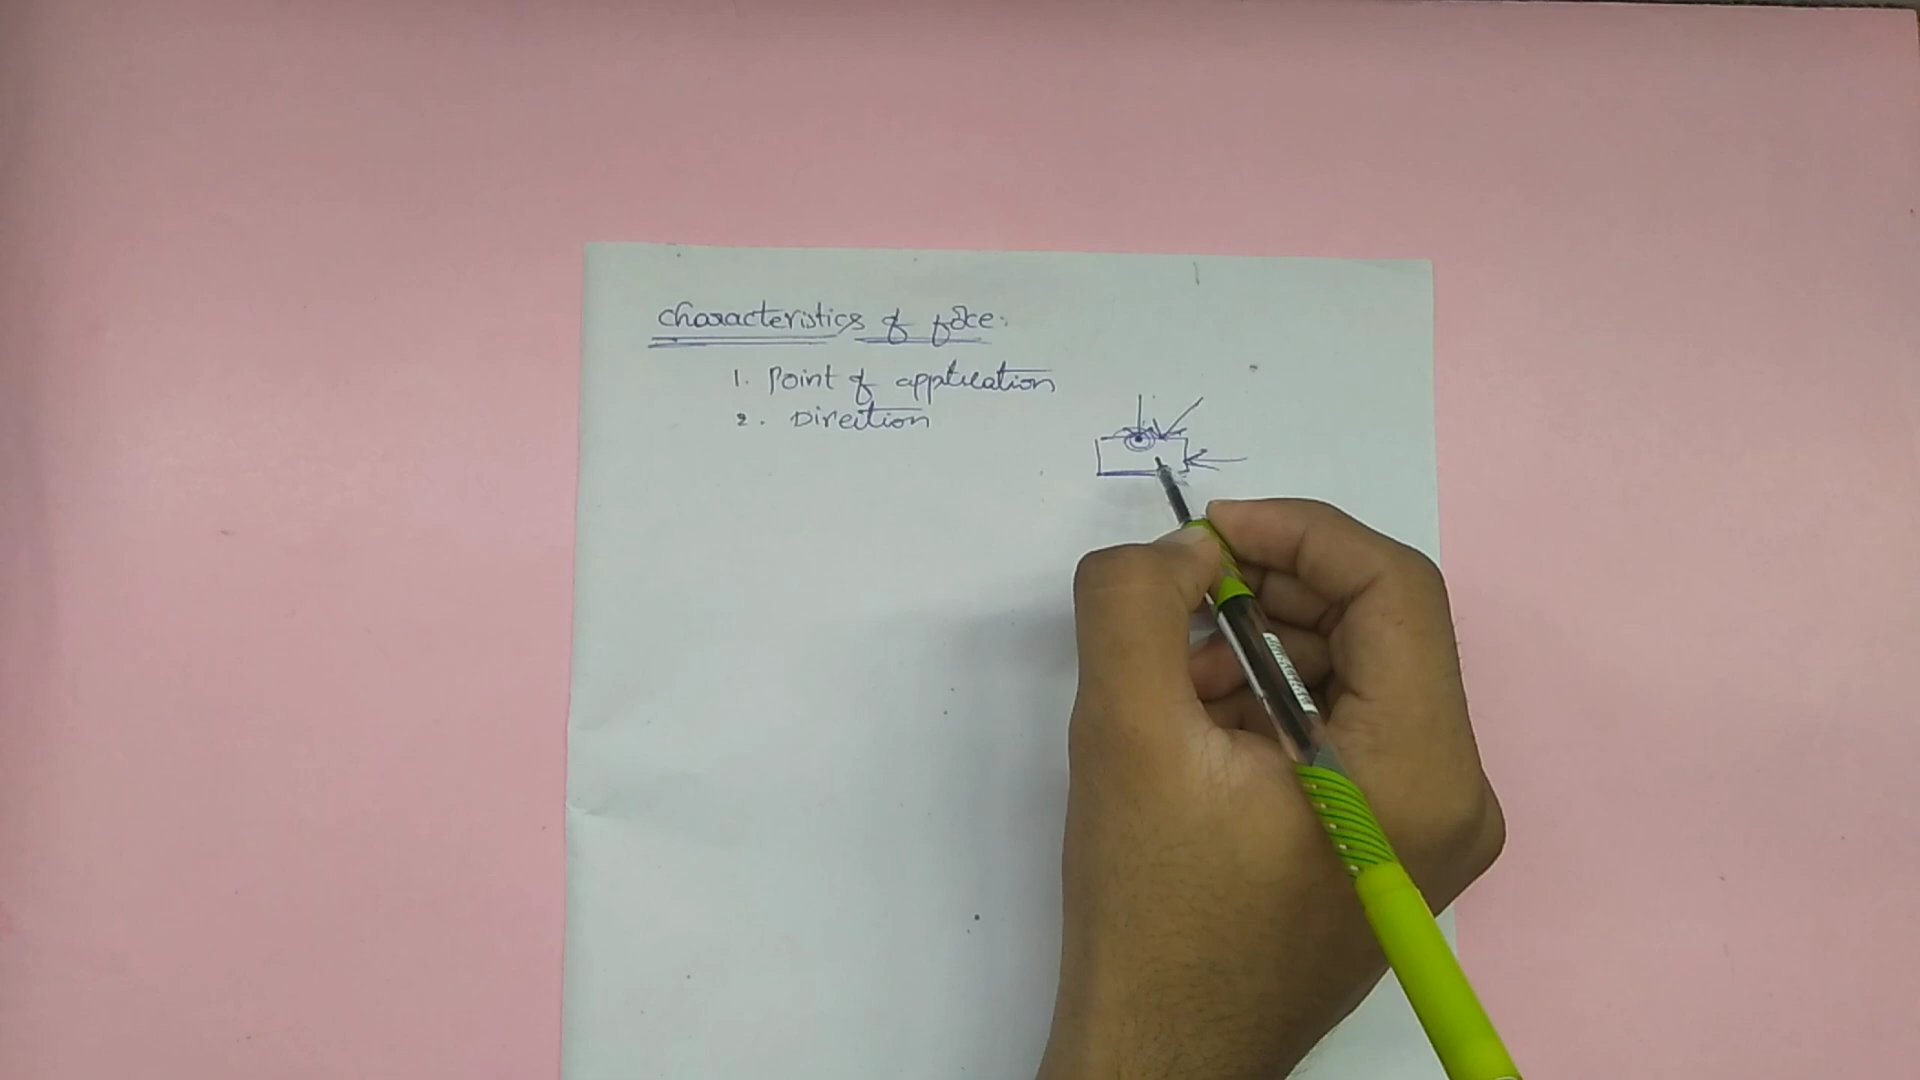 characteristics of force:
1. Point of application
2. Direction